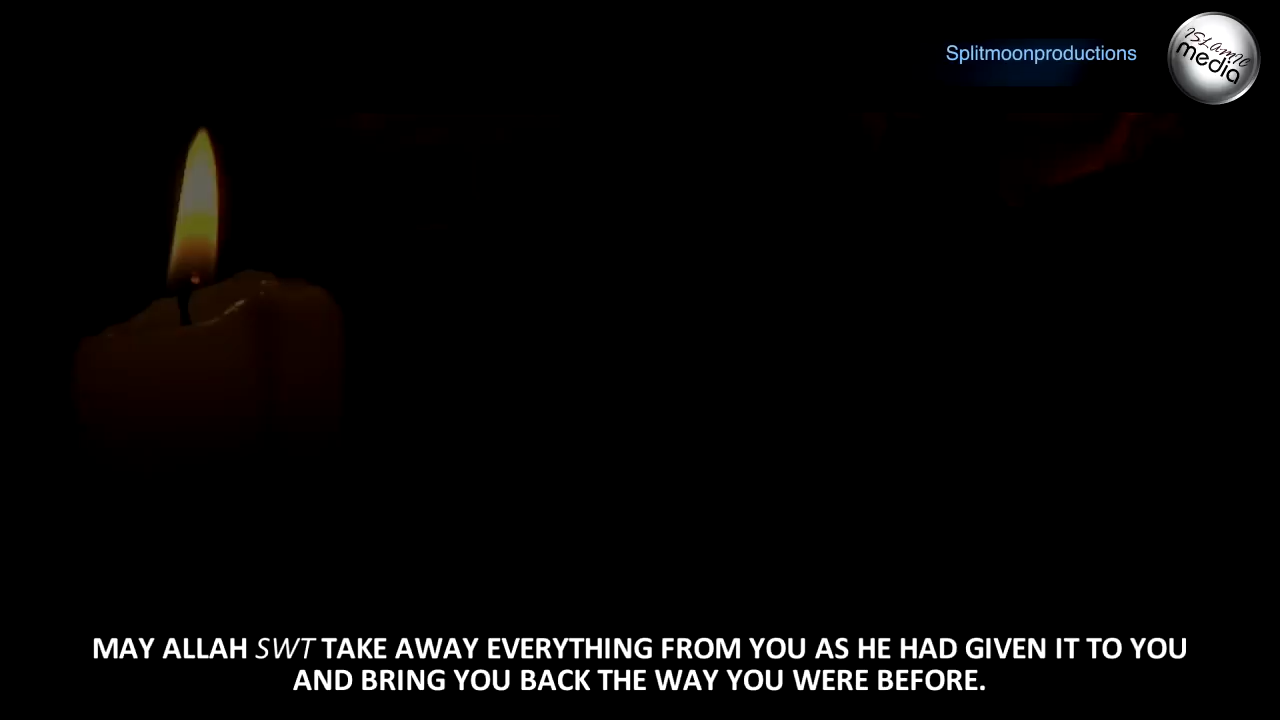 Splitmoonproductions
ISLAMIC
media
MAY ALLAH SWT TAKE AWAY EVERYTHING FROM YOU AS HE HAD GIVEN IT TO YOU
AND BRING YOU BACK THE WAY YOU WERE BEFORE.